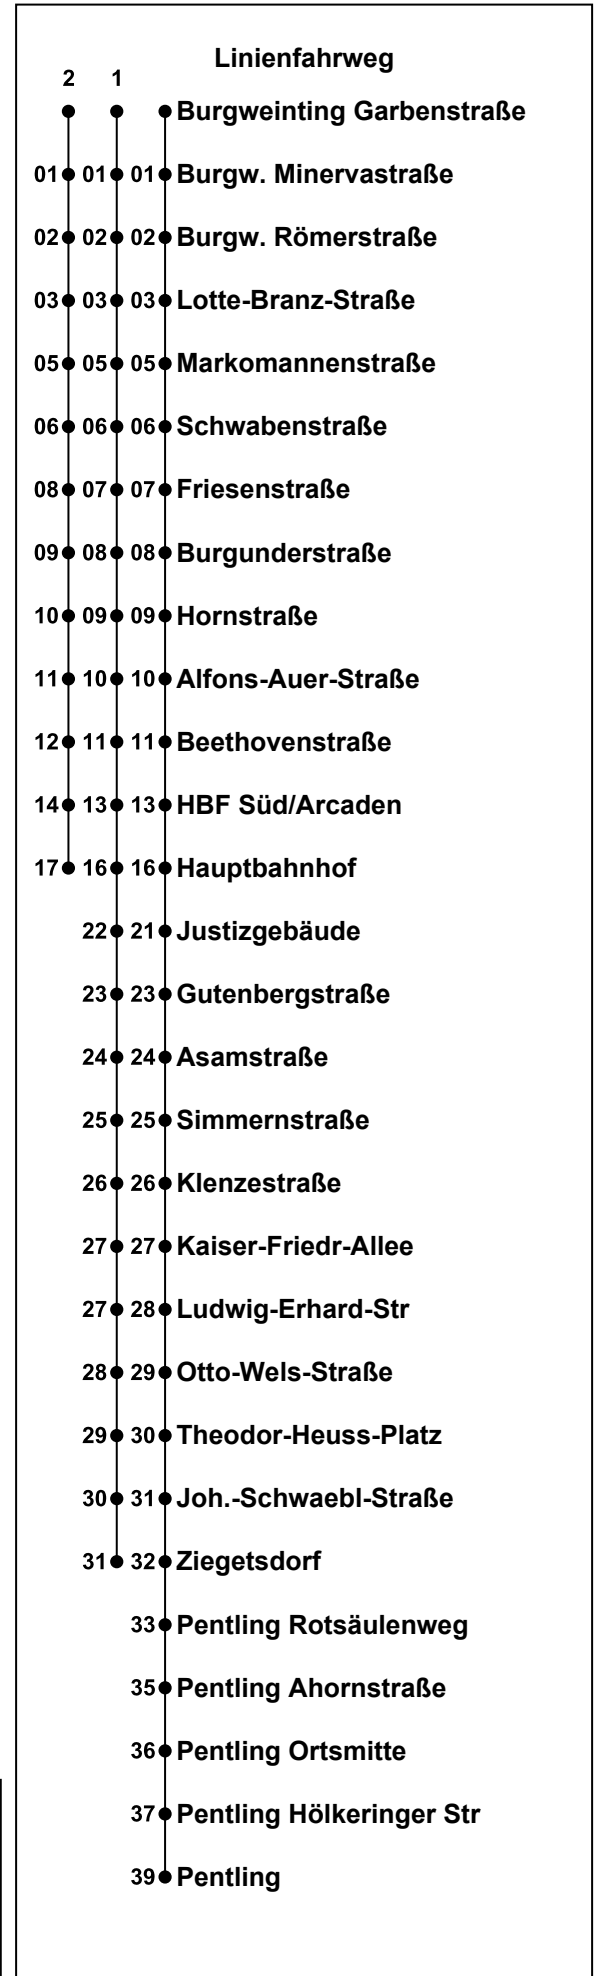 Linienfahrweg
2 1
Burgweinting Garbenstraße
01 01 01 Burgw. Minervastraße
02 02 02 Burgw. Römerstraße
03 03 03 Lotte-Branz-Straße
05 05 05 Markomannenstraße
06 06 06 Schwabenstraße
08 07 07 Friesenstraße
09 08 08 Burgunderstraße
10 09 09 Hornstraße
11 10 10 Alfons-Auer-Straße
12 11 11 Beethovenstraße
14 13 13 HBF Süd/Arcaden
17 16 16 Hauptbahnhof
22 21 Justizgebäude
23 23 Gutenbergstraße
24 24 Asamstraße
25 25 Simmernstraße
26 26 Klenzestraße
27 27 Kaiser-Friedr-Allee
27 28 Ludwig-Erhard-Str
28 29 Otto-Wels-Straße
29 30 Theodor-Heuss-Platz
30 31 Joh.-Schwaebl-Straße
31 32 Ziegetsdorf
33 Pentling Rotsäulenweg
35 Pentling Ahornstraße
36 Pentling Ortsmitte
37 Pentling Hölkeringer Str
39 Pentling